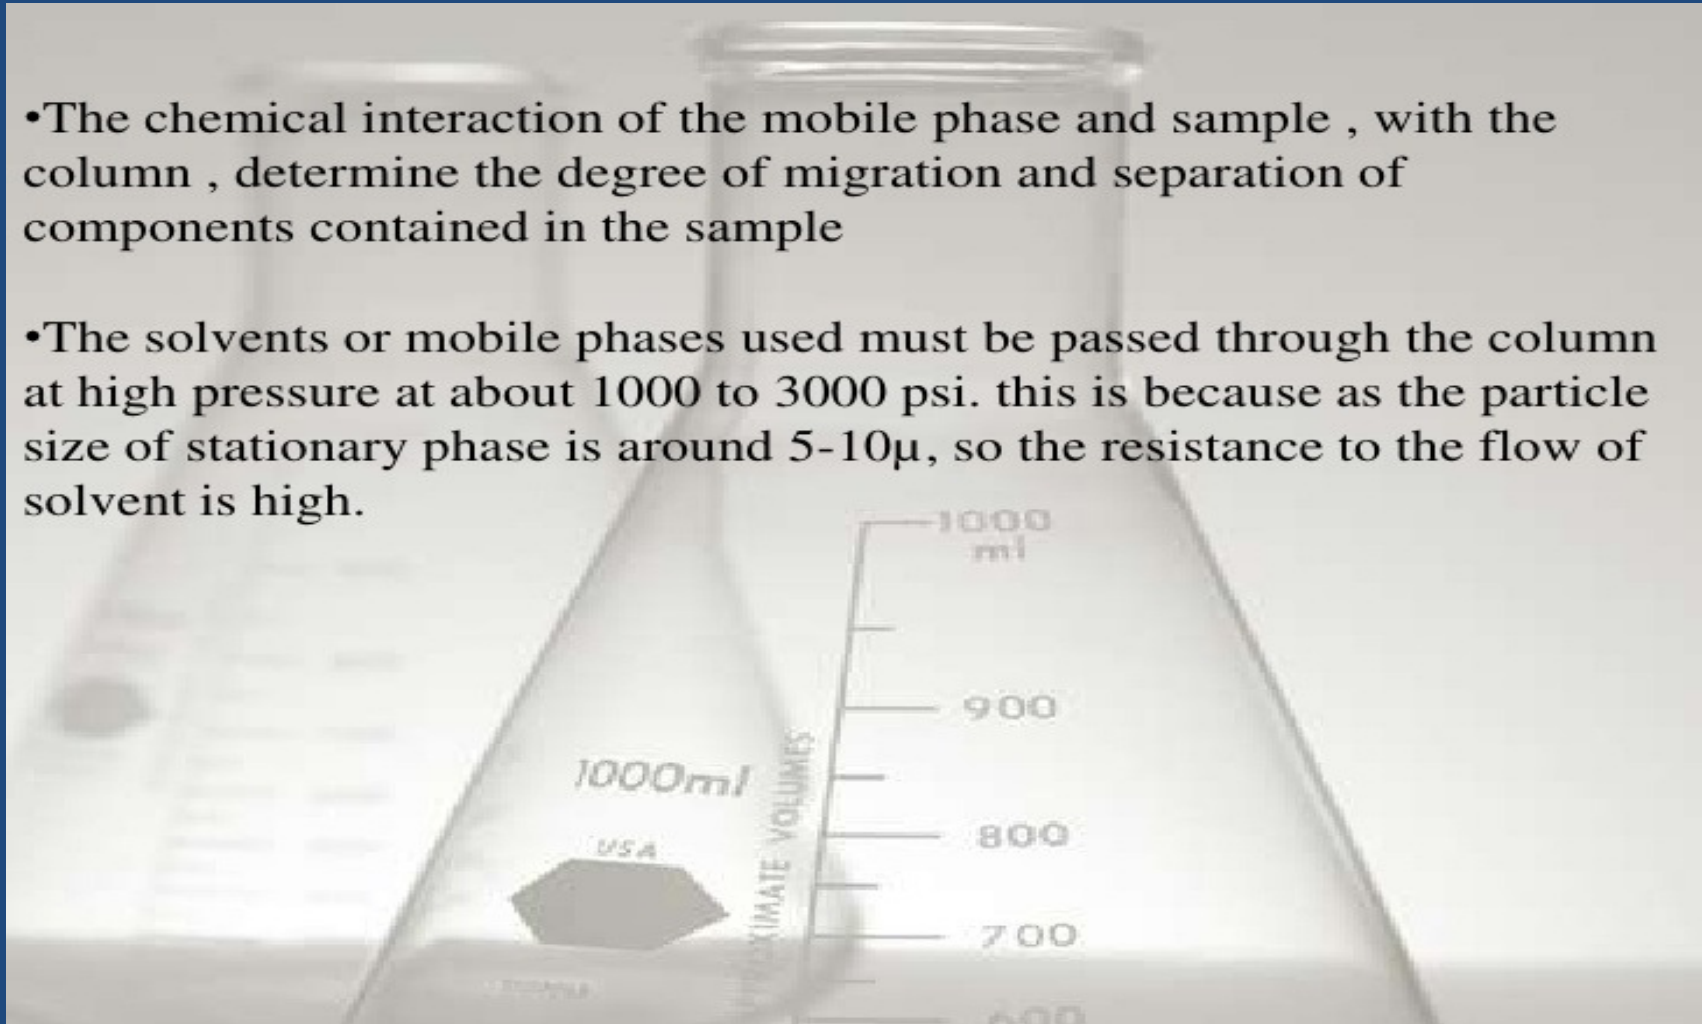 •The chemical interaction of the mobile phase and sample , with the
column , determine the degree of migration and separation of
components contained in the sample
•The solvents or mobile phases used must be passed through the column
at high pressure at about 1000 to 3000 psi. this is because as the particle
size of stationary phase is around 5-10µ, so the resistance to the flow of
solvent is high.
1000
ml
900
1000ml
VOLUMES
800
USA
700
600